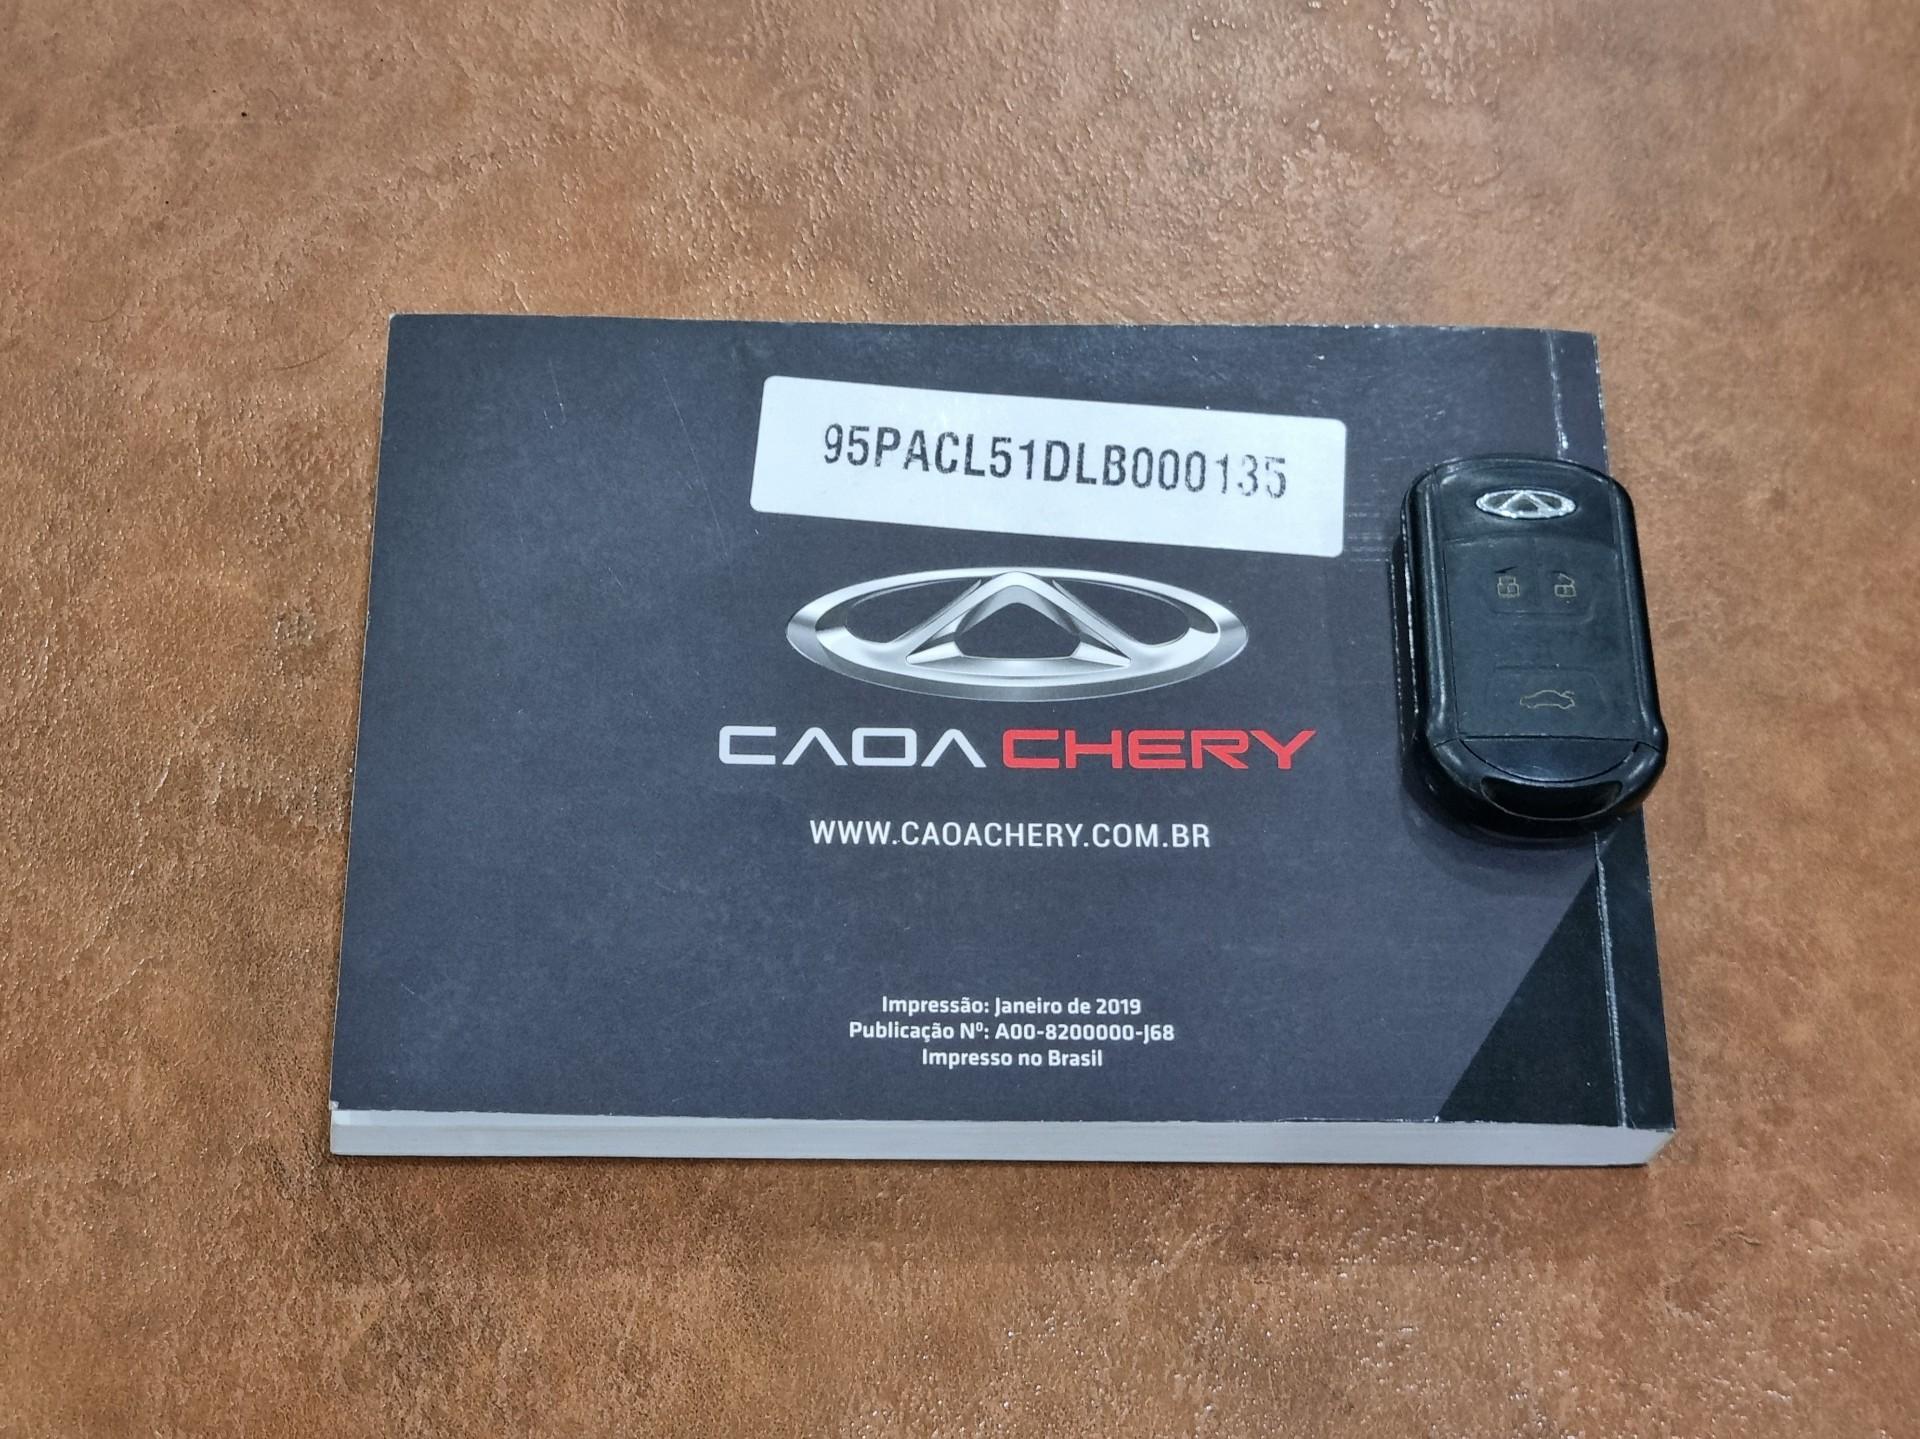 95PACL51DLB000135
CAOA CHERY
WWW.CAOACHERY.COM.BR
Impressão: Janeiro de 2019
Publicação Nº: A00-8200000-J68
Impresso no Brasil